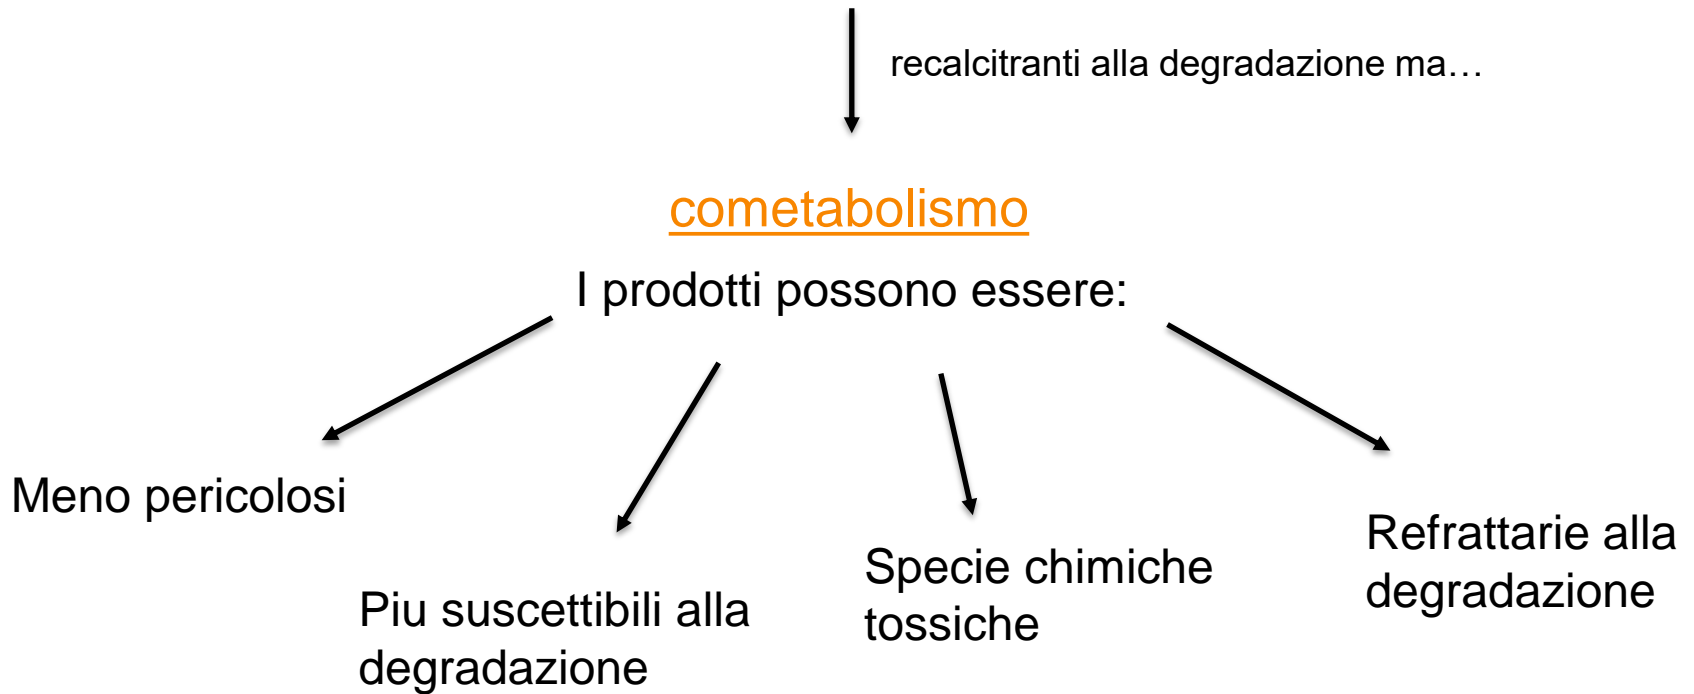 recalcitranti alla degradazione ma…
cometabolismo
I prodotti possono essere:
Meno pericolosi
Piu suscettibili alla
degradazione
Specie chimiche
tossiche
Refrattarie alla
degradazione